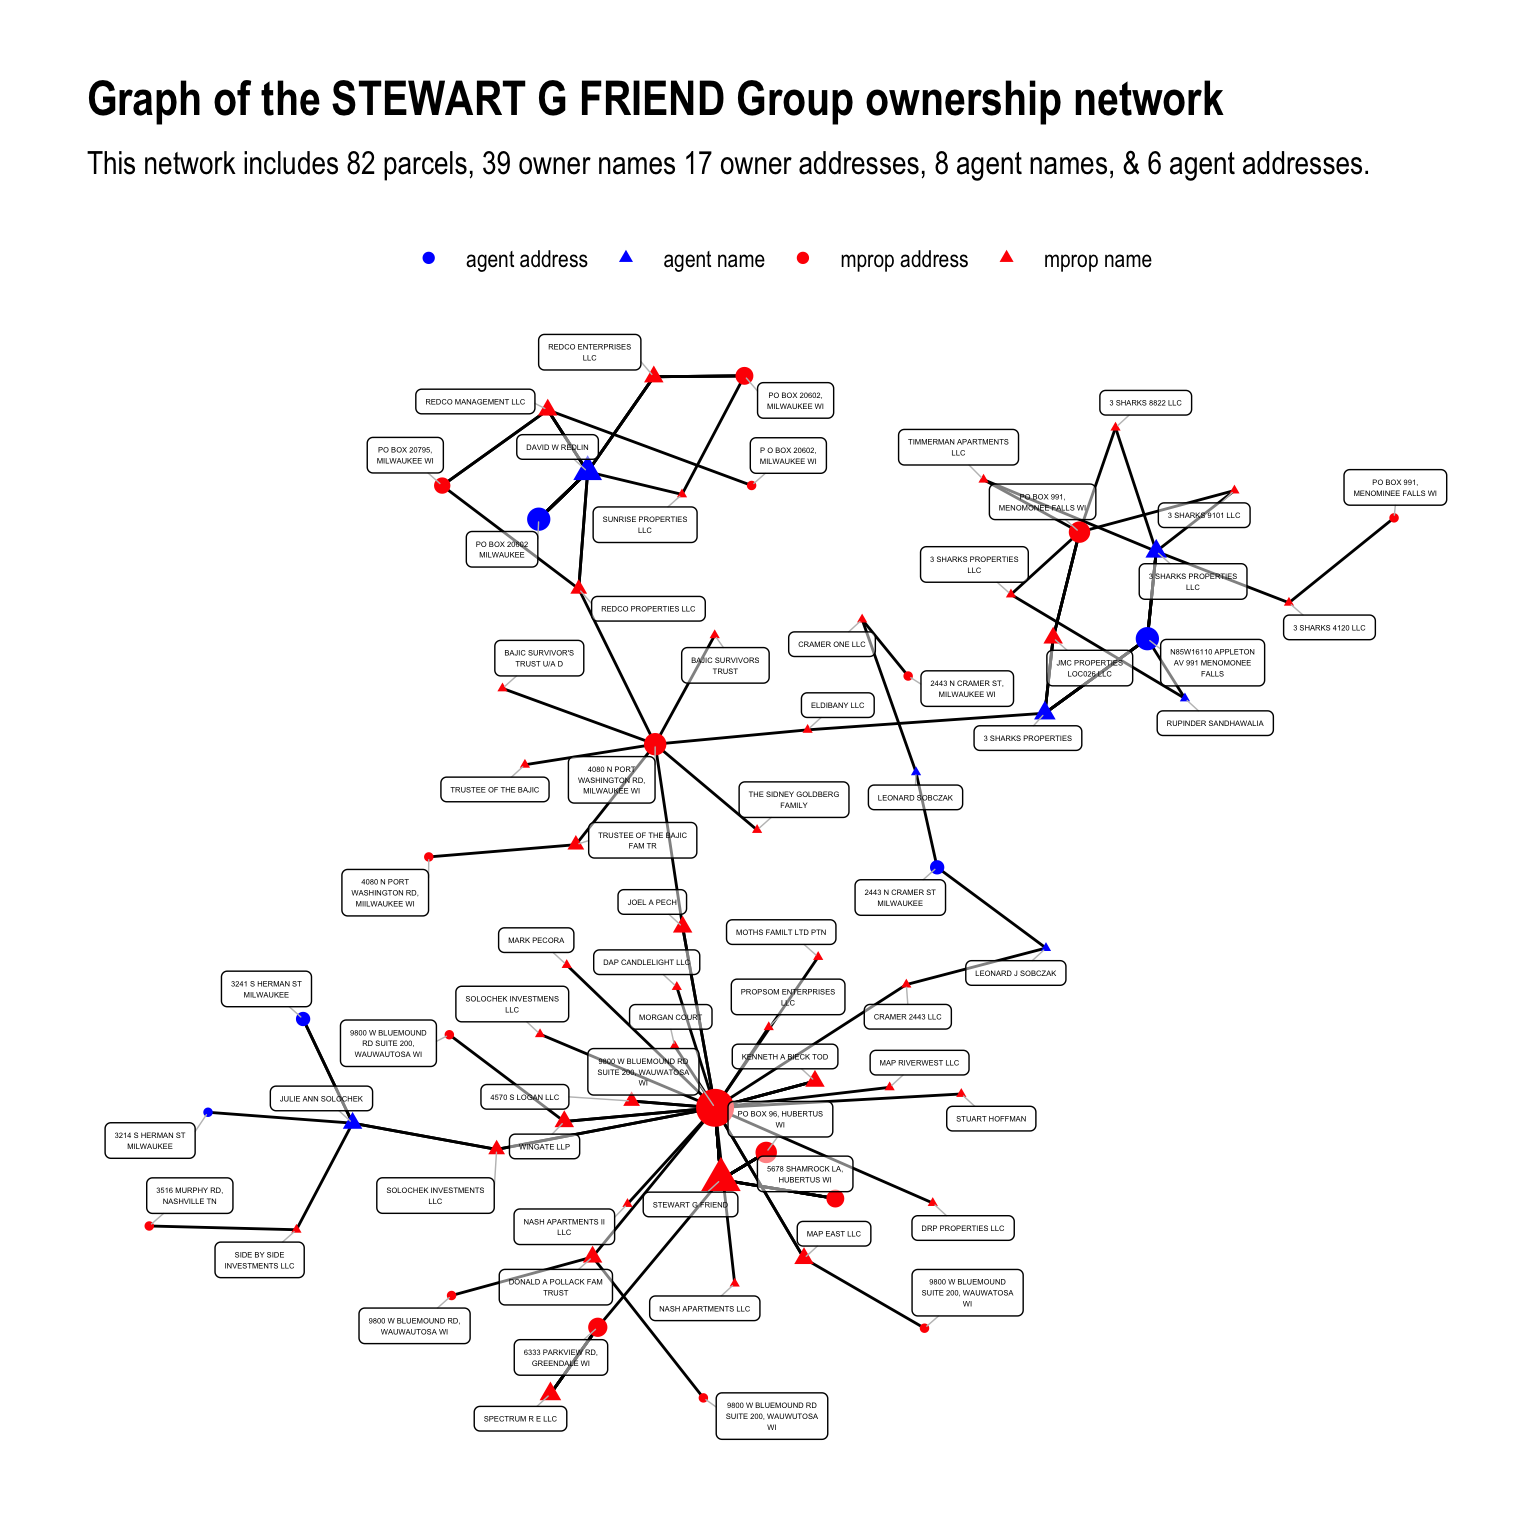 Graph of the STEWART G FRIEND Group ownership network
This network includes 82 parcels, 39 owner names 17 owner addresses, 8 agent names, & 6 agent addresses.
agent address
agent name
mprop address
mprop name
REDCO ENTERPRISES
LLC
REDCO MANAGEMENT LLC
PO BOX 20602,
MILWAUKEE WI
3 SHARKS 8822 LLC
DAVID W REDLIN
PO BOX 20795,
MILWAUKEE WI
P O BOX 20602,
MILWAUKEE WI
TIMMERMAN APARTMENTS
LLC
PO BOX 991,
MENOMINEE FALLS WI
PO BOX 991,
MENOMONEE FALLS WI
3 SHARKS 9101 LLC
SUNRISE PROPERTIES
LLC
PO BOX 20602
MILWAUKEE
3 SHARKS PROPERTIES
LLC
3 SHARKS PROPERTIES
LLC
REDCO PROPERTIES LLC
3 SHARKS 4120 LLC
CRAMER ONE LLC
BAJIC SURVIVOR'S
TRUST U/A D
BAJIC SURVIVORS
TRUST
JMC PROPERTIES
LOC026 LLC
N85W16110 APPLETON
AV 991 MENOMONEE
FALLS
2443 N CRAMER ST,
MILWAUKEE WI
ELDIBANY LLC
RUPINDER SANDHAWALIA
3 SHARKS PROPERTIES
4080 N PORT
WASHINGTON RD,
MILWAUKEE WI
TRUSTEE OF THE BAJIC
THE SIDNEY GOLDBERG
FAMILY
LEONARD SOBCZAK
TRUSTEE OF THE BAJIC
FAM TR
4080 N PORT
WASHINGTON RD,
MIILWAUKEE WI
2443 N CRAMER ST
MILWAUKEE
JOEL A PECH
MARK PECORA
MOTHS FAMILT LTD PTN
DAP CANDLELIGHT LLC
LEONARD J SOBCZAK
3241 S HERMAN ST
MILWAUKEE
SOLOCHEK INVESTMENS
LLC
PROPSOM ENTERPRISES
LLC
MORGAN COURT
CRAMER 2443 LLC
9800 W BLUEMOUND
RD SUITE 200,
WAUWAUTOSA WI
9800 W BLUEMOUND RD
SUITE 200, WAUWATOSA
WI
KENNETH A BIECK TOD
MAP RIVERWEST LLC
4570 S LOGAN LLC
JULIE ANN SOLOCHEK
PO BOX 96, HUBERTUS
WI
STUART HOFFMAN
3214 S HERMAN ST
MILWAUKEE
WINGATE LLP
5678 SHAMROCK LA,
HUBERTUS WI
SOLOCHEK INVESTMENTS
LLC
3516 MURPHY RD,
NASHVILLE TN
STEWART G FRIEND
NASH APARTMENTS II
LLC
DRP PROPERTIES LLC
MAP EAST LLC
SIDE BY SIDE
INVESTMENTS LLC
DONALD A POLLACK FAM
TRUST
9800 W BLUEMOUND
SUITE 200, WAUWATOSA
WI
NASH APARTMENTS LLC
9800 W BLUEMOUND RD,
WAUWAUTOSA WI
6333 PARKVIEW RD,
GREENDALE WI
SPECTRUM R E LLC
9800 W BLUEMOUND RD
SUITE 200, WAUWUTOSA
WI